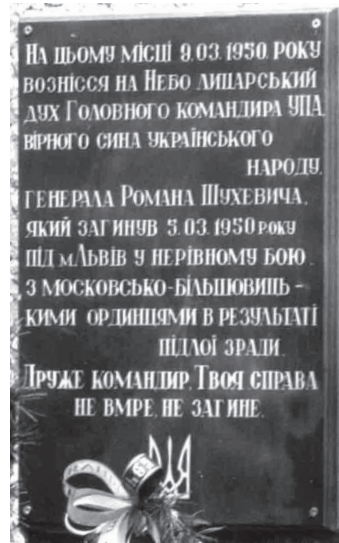 На цьому місці 9.03.1950. року
вознісся на Небо лицарський
дух Головного командира УПА
вірного сина українського
народу,
генерала Романа Шухевича,
який загинув 5.03.1950 року
під м.Львів у нерівному бою.
з московсько-більшовиць -
кими ординцями в результаті
підлої зради.
Друже командир, Твоя справа
не вмре, не загине.